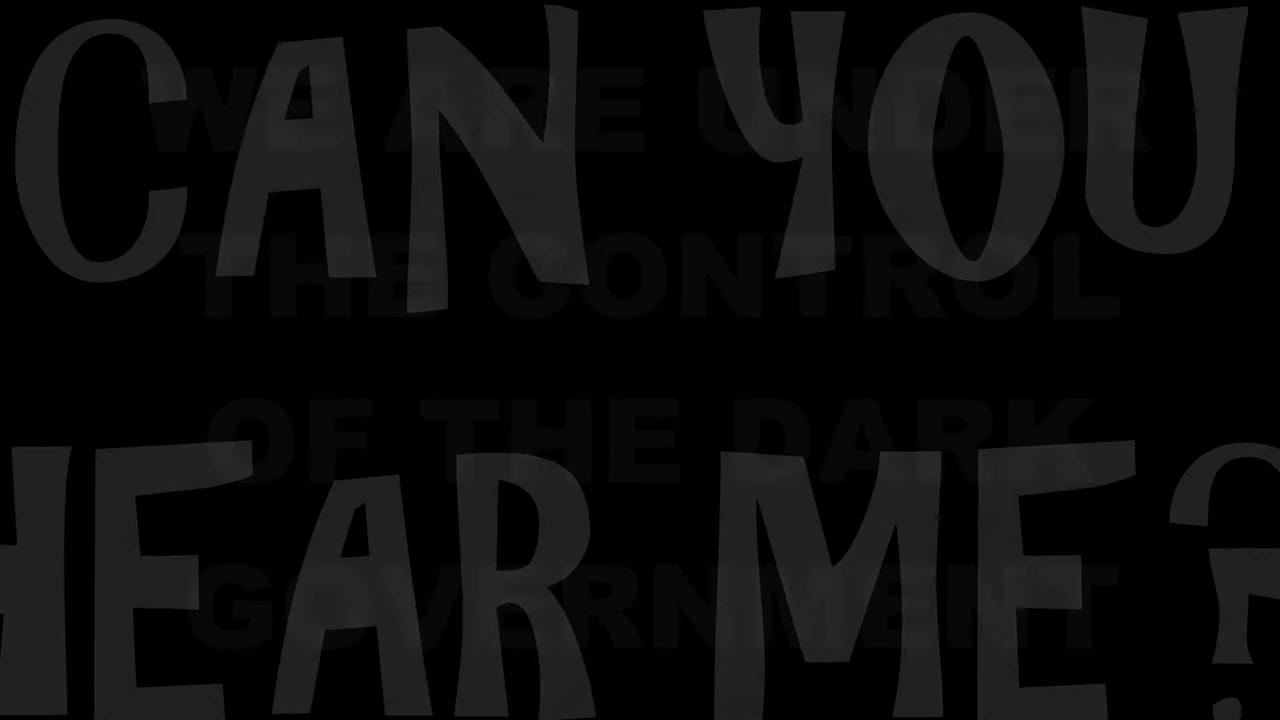 CAN YOU
HEAR ME?
WE ARE UNDER
THE CONTROL
OF THE DARK
GOVERNMENT